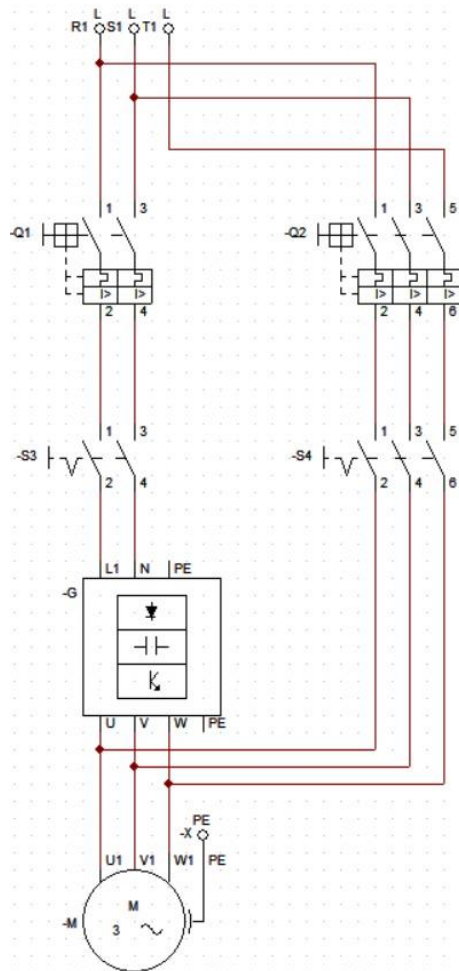 L L L
R1 S1 T1
1 3 1 3 5
-Q1 -Q2
I> I> I> I> I>
2 4 2 4 6
1 3 1 3 5
-S3 -S4
2 4 2 4 6
L1 N PE
-G
U V W PE
PE
-X
U1 V1 W1 PE
M
-M 3